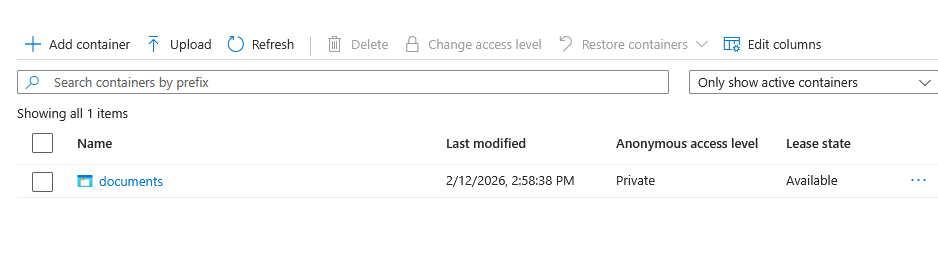 Add container Upload Refresh Delete Change access level Restore containers Edit columns
Search containers by prefix Only show active containers
Showing all 1 items
Name Last modified Anonymous access level Lease state
documents 2/12/2026, 2:58:38 PM Private Available ...